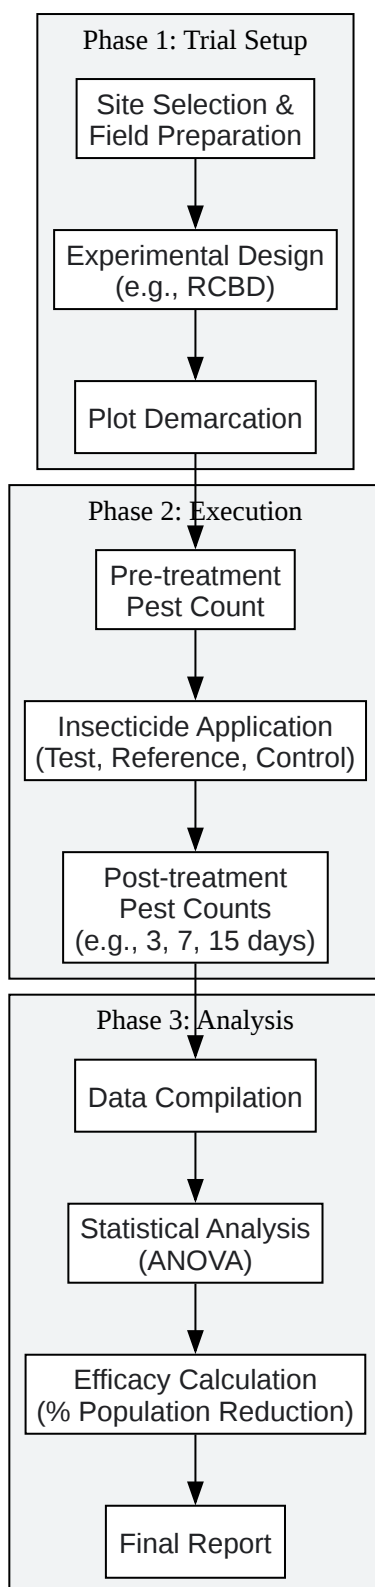 Phase 1: Trial Setup
Site Selection &
Field Preparation
Experimental Design
(e.g., RCBD)
Plot Demarcation
Phase 2: Execution
Pre-treatment
Pest Count
Insecticide Application
(Test, Reference, Control)
Post-treatment
Pest Counts
(e.g., 3, 7, 15 days)
Phase 3: Analysis
Data Compilation
Statistical Analysis
(ANOVA)
Efficacy Calculation
(% Population Reduction)
Final Report